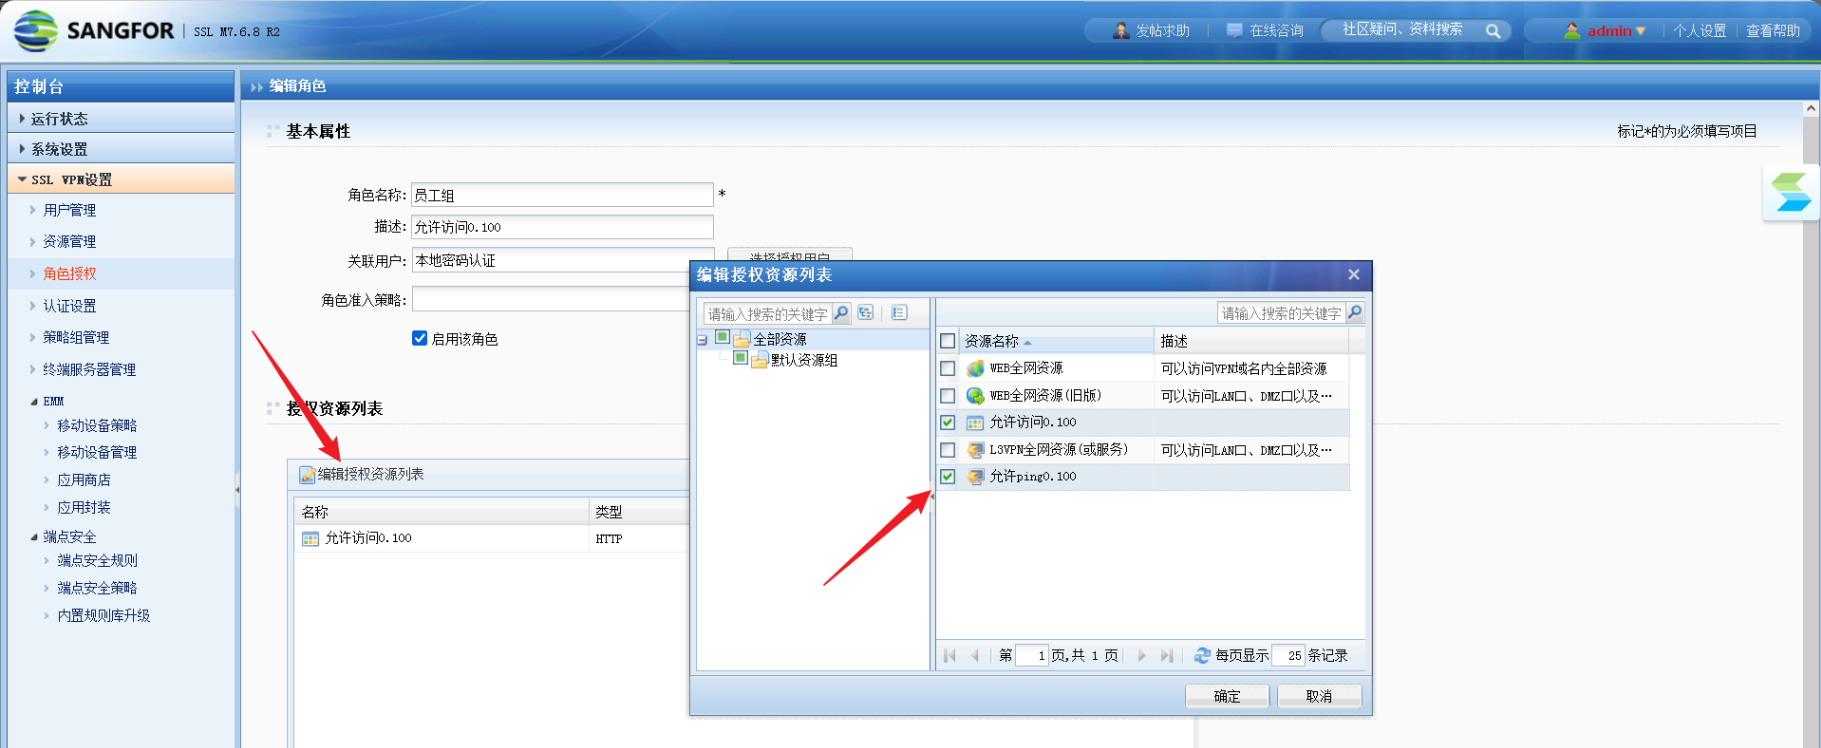 SANGFOR SSL M7.6.8 R2
发帖求助 在线咨询 社区疑问、资料搜索 admin 个人设置 查看帮助
控制台
运行状态
系统设置
SSL VPN设置
用户管理
资源管理
角色授权
认证设置
策略组管理
终端服务器管理
EMM
移动设备策略
移动设备管理
应用商店
应用封装
端点安全
端点安全规则
端点安全策略
内置规则库升级
编辑角色
基本属性
标记*的为必须填写项目
角色名称: 员工组 *
描述: 允许访问0.100
关联用户: 本地密码认证 选择授权用户
角色准入策略:
启用该角色
授权资源列表
编辑授权资源列表
名称 类型
允许访问0.100 HTTP
编辑授权资源列表
请输入搜索的关键字
全部资源
默认资源组
请输入搜索的关键字
资源名称 描述
WEB全网资源 可以访问VPN域名内全部资源
WEB全网资源(旧版) 可以访问LAN口、DMZ口以及…
允许访问0.100
L3VPN全网资源(或服务) 可以访问LAN口、DMZ口以及…
允许ping0.100
第 1 页,共 1 页 每页显示 25 条记录
确定 取消